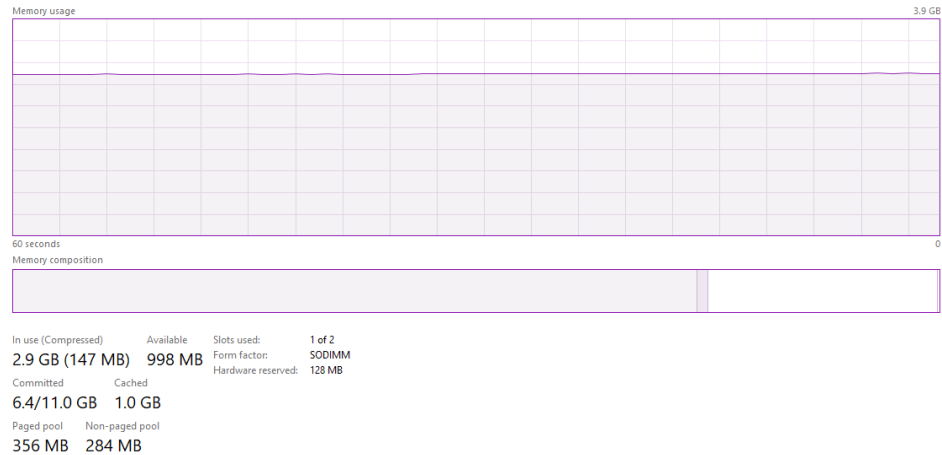 Memory usage 3.9 GB
60 seconds 0
Memory composition
In use (Compressed) Available Slots used: 1 of 2
2.9 GB (147 MB) 998 MB Form factor: SODIMM
Hardware reserved: 128 MB
Committed Cached
6.4/11.0 GB 1.0 GB
Paged pool Non-paged pool
356 MB 284 MB